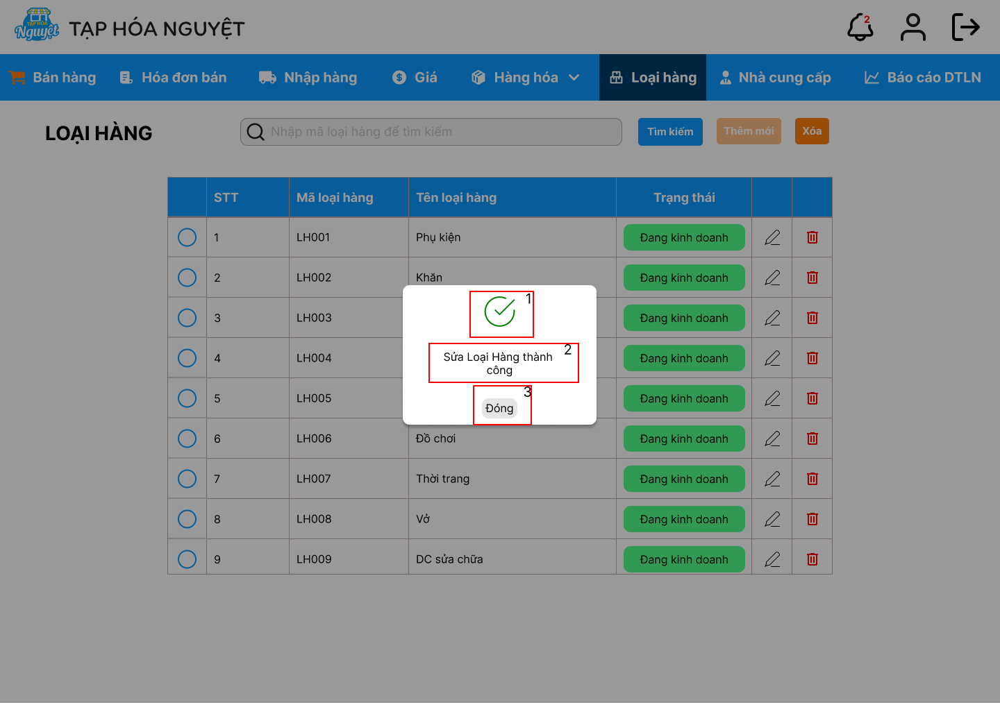 TẠP HÓA
Nguyệt
TẠP HÓA NGUYỆT
2
Bán hàng
Hóa đơn bán
Nhập hàng
Giá
Hàng hóa
Loại hàng
Nhà cung cấp
Báo cáo DTLN
LOẠI HÀNG
Nhập mã loại hàng để tìm kiếm
Tìm kiếm
Thêm mới
Xóa
STT Mã loại hàng Tên loại hàng Trạng thái
1 LH001 Phụ kiện Đang kinh doanh
2 LH002 Khăn Đang kinh doanh
3 LH003 Đang kinh doanh
4 LH004 Đang kinh doanh
5 LH005 Đang kinh doanh
6 LH006 Đồ chơi Đang kinh doanh
7 LH007 Thời trang Đang kinh doanh
8 LH008 Vở Đang kinh doanh
9 LH009 DC sửa chữa Đang kinh doanh
1
2
Sửa Loại Hàng thành
công
3
Đóng